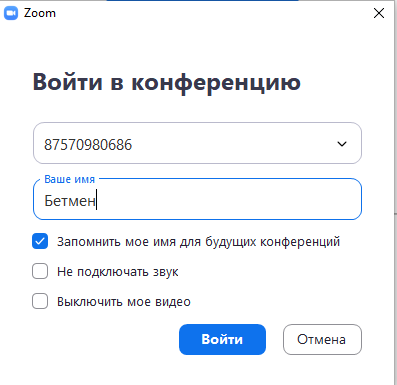 Zoom
Войти в конференцию
87570980686
Ваше имя
Бетмен
Запомнить мое имя для будущих конференций
Не подключать звук
Выключить мое видео
Войти Отмена